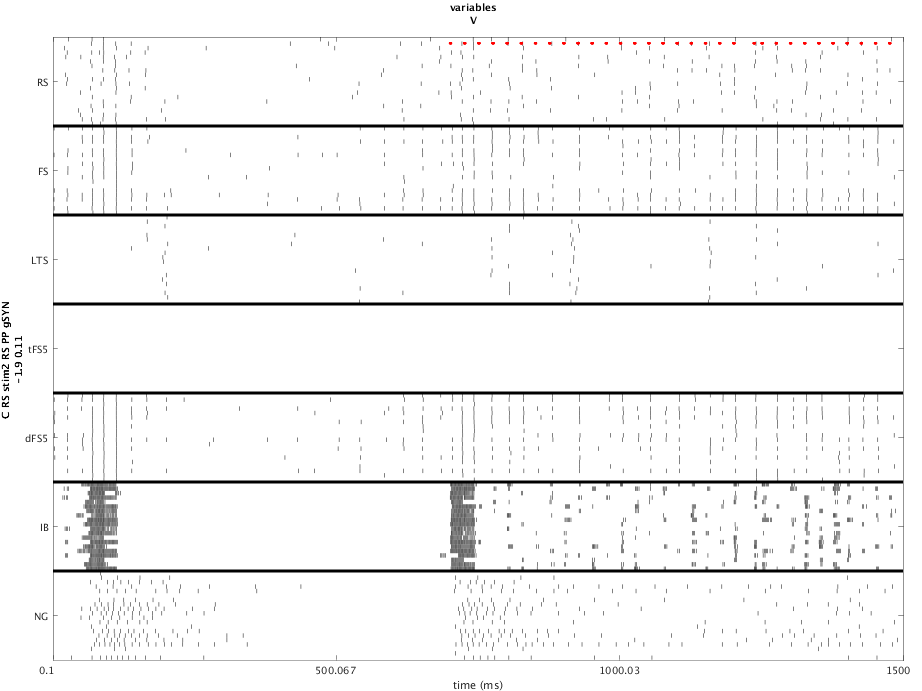 variables
V
RS
FS
LTS
tFS5
dFS5
IB
NG
C RS stim2 RS PP gSYN
-1.9 0.11
0.1
500.067
1000.03
1500
time (ms)